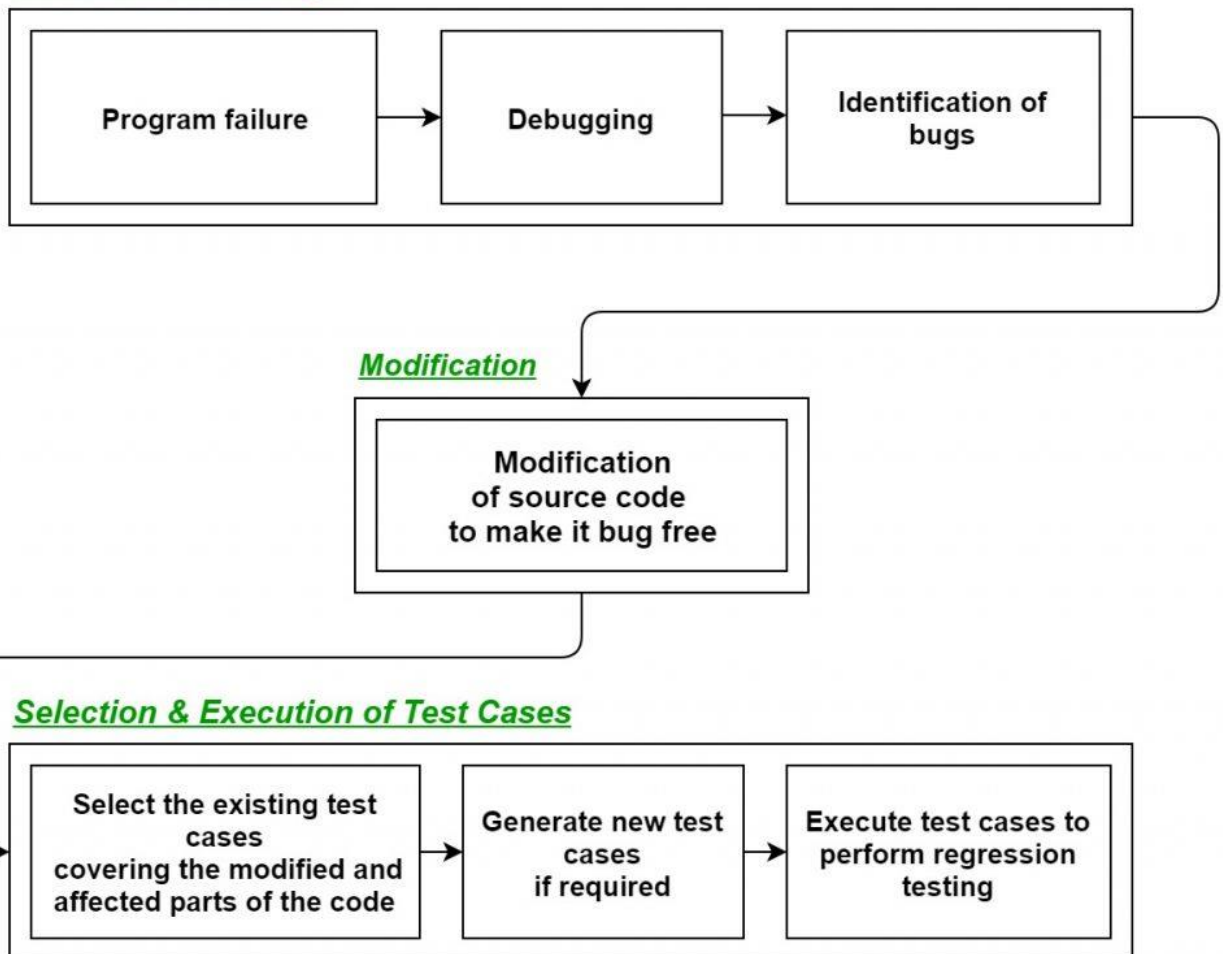 Program failure
Debugging
Identification of
bugs
Modification
Modification
of source code
to make it bug free
Selection & Execution of Test Cases
Select the existing test
cases
covering the modified and
affected parts of the code
Generate new test
cases
if required
Execute test cases to
perform regression
testing